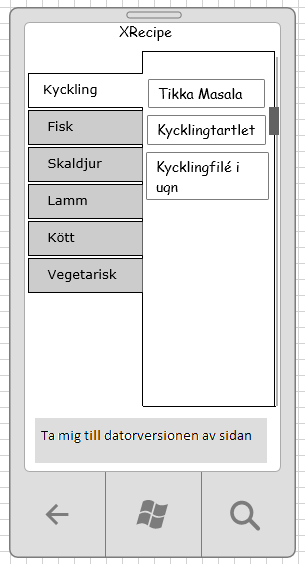 XRecipe
Kyckling
Fisk
Skaldjur
Lamm
Kött
Vegetarisk
Tikka Masala
Kycklingtartlet
Kycklingfilé i
ugn
Ta mig till datorversionen av sidan